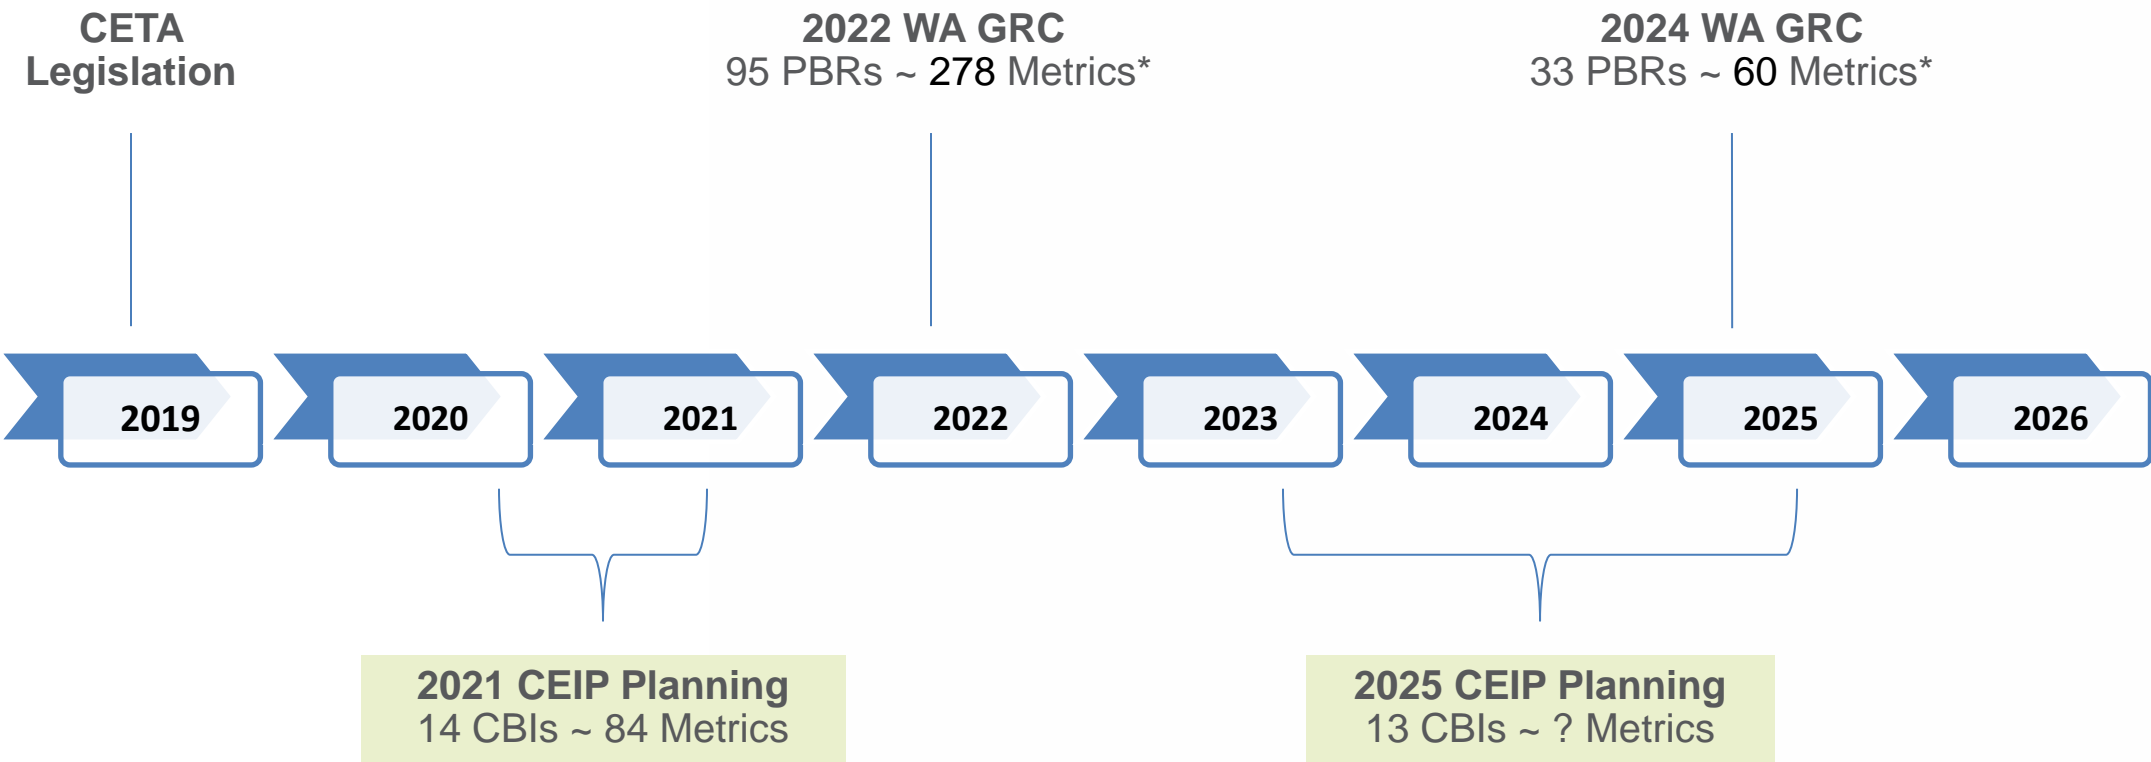 CETA
Legislation
2022 WA GRC
95 PBRs ~ 278 Metrics*
2024 WA GRC
33 PBRs ~ 60 Metrics*
2019
2020
2021
2022
2023
2024
2025
2026
2021 CEIP Planning
14 CBIs ~ 84 Metrics
2025 CEIP Planning
13 CBIs ~ ? Metrics